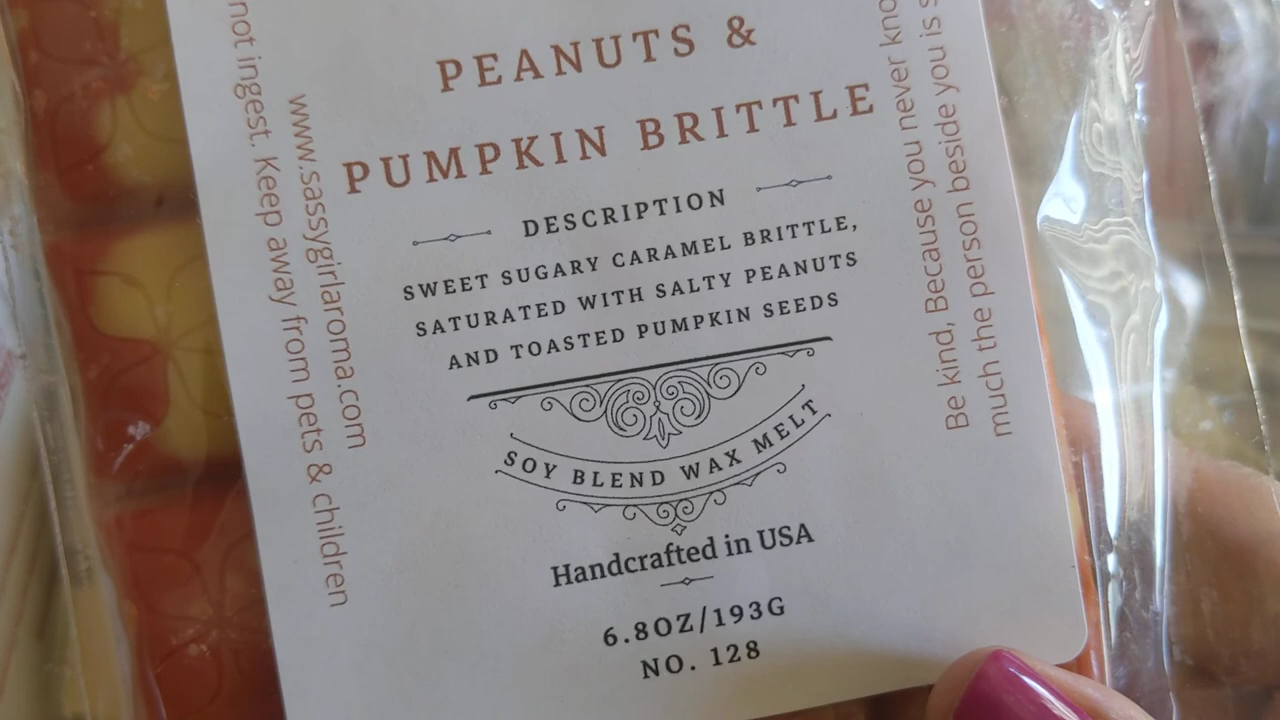 PEANUTS &
PUMPKIN BRITTLE
DESCRIPTION
SWEET SUGARY CARAMEL BRITTLE,
SATURATED WITH SALTY PEANUTS
AND TOASTED PUMPKIN SEEDS
SOY BLEND WAX MELT
Handcrafted in USA
6.8OZ/193G
NO. 128
not ingest. Keep away from pets & children
www.sassygirlaroma.com
Be kind, Because you never kno
much the person beside you is s